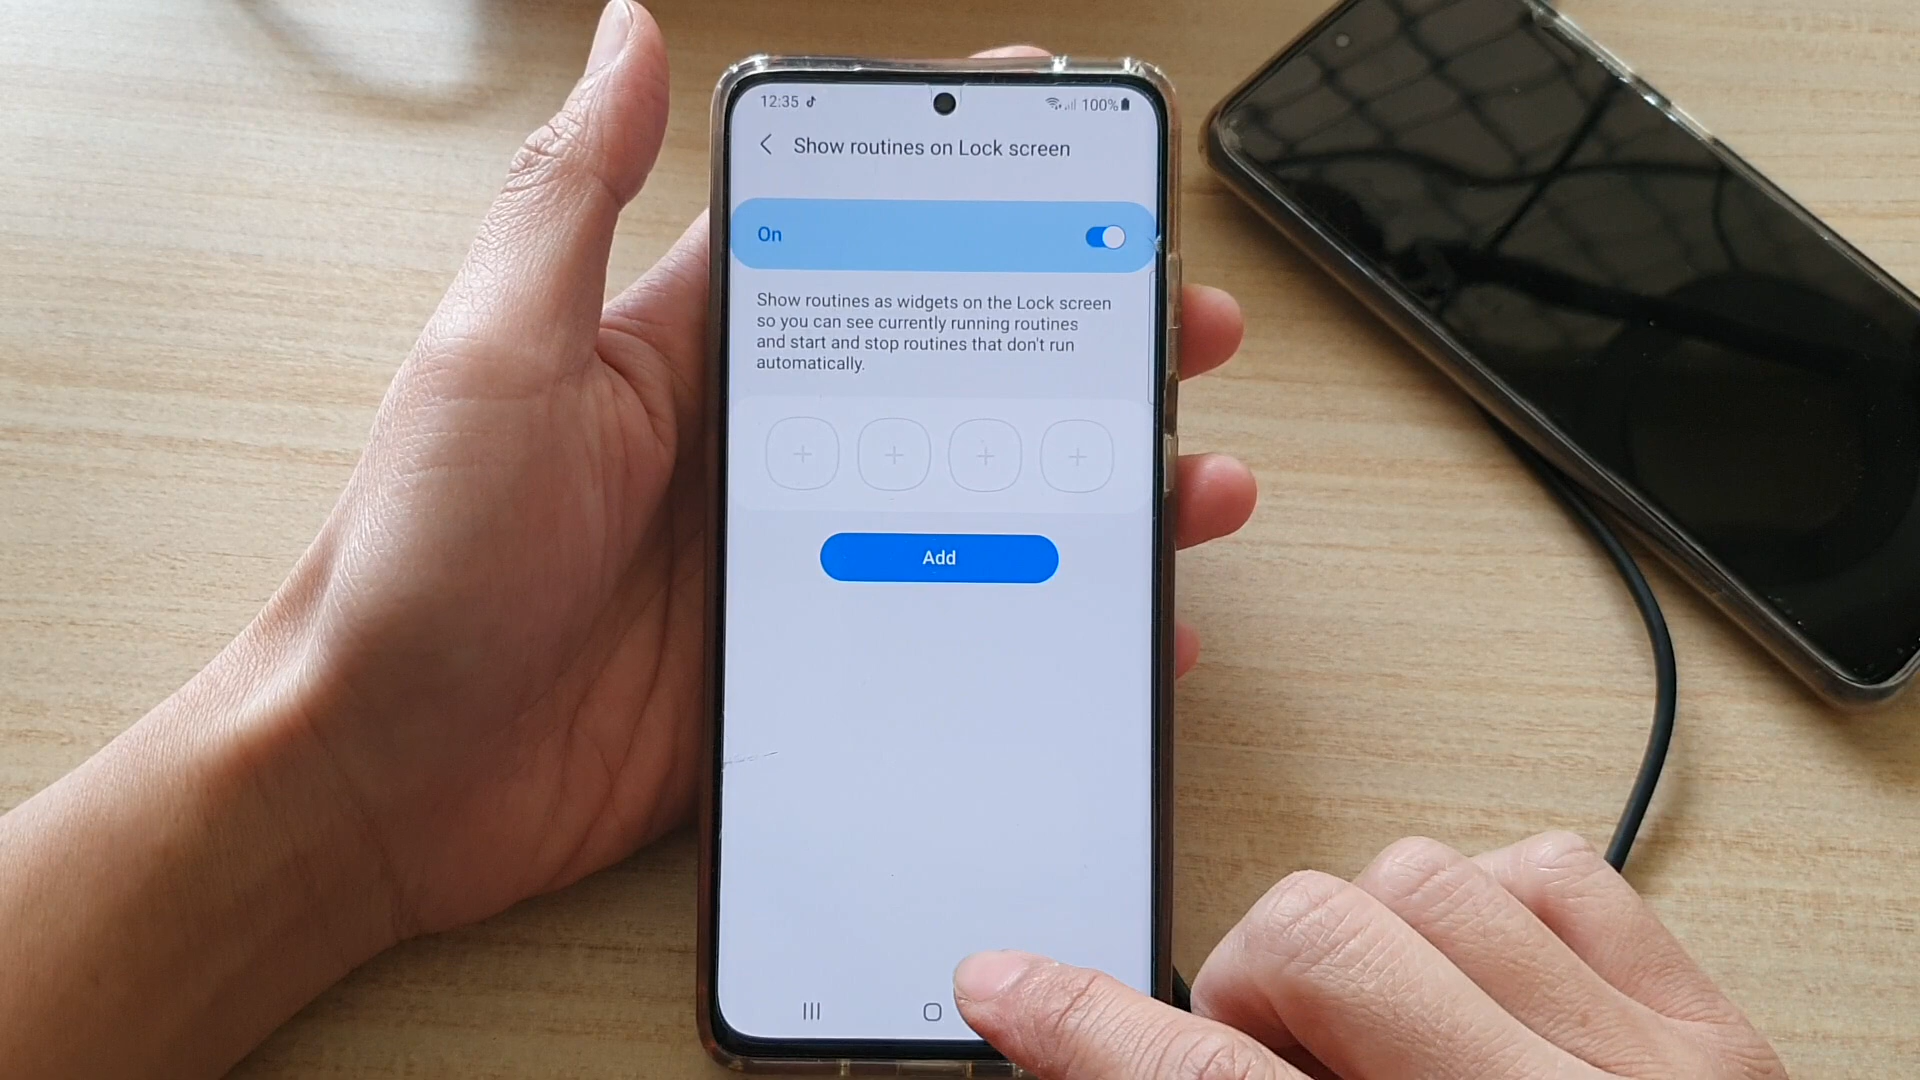 12:35
100%
Show routines on Lock screen
On
Show routines as widgets on the Lock screen
so you can see currently running routines
and start and stop routines that don't run
automatically.
Add